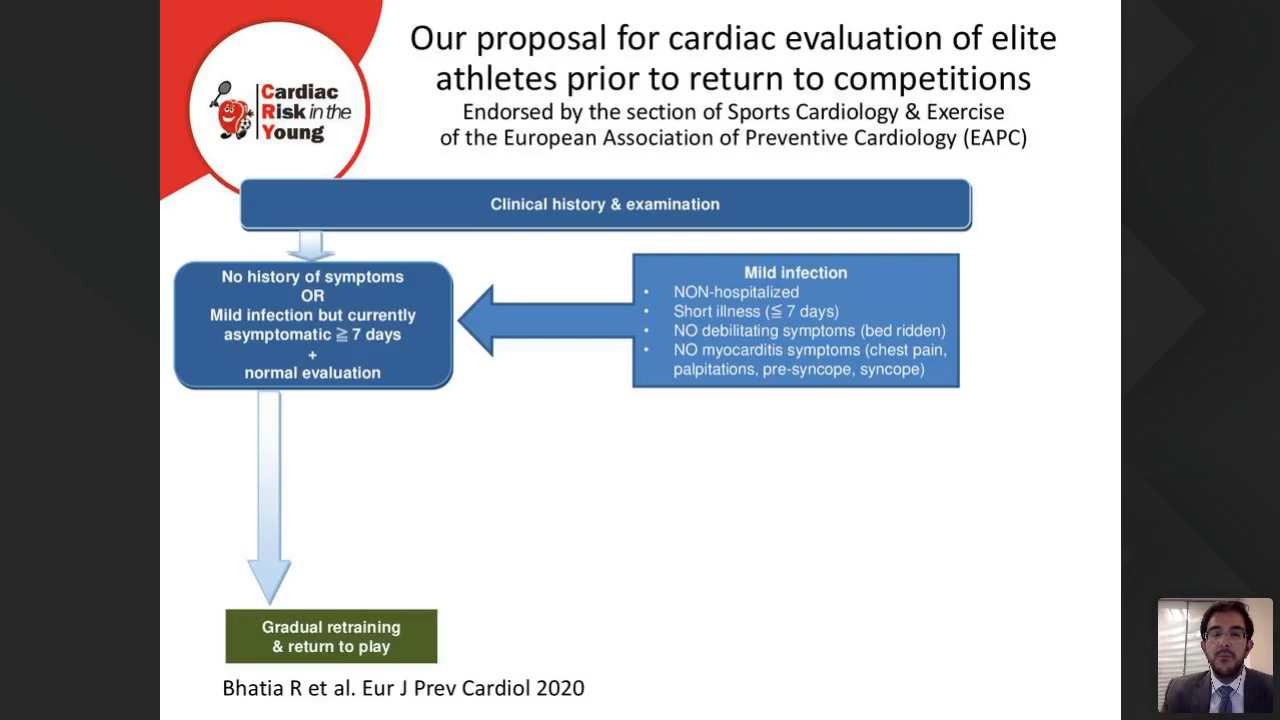 Our proposal for cardiac evaluation of elite
athletes prior to return to competitions
Endorsed by the section of Sports Cardiology & Exercise
of the European Association of Preventive Cardiology (EAPC)
Cardiac
Risk in the
Young
Clinical history & examination
No history of symptoms
OR
Mild infection but currently
asymptomatic ≧ 7 days
+
normal evaluation
Mild infection
• NON-hospitalized
• Short illness (≦ 7 days)
• NO debilitating symptoms (bed ridden)
• NO myocarditis symptoms (chest pain,
palpitations, pre-syncope, syncope)
Gradual retraining
& return to play
Bhatia R et al. Eur J Prev Cardiol 2020